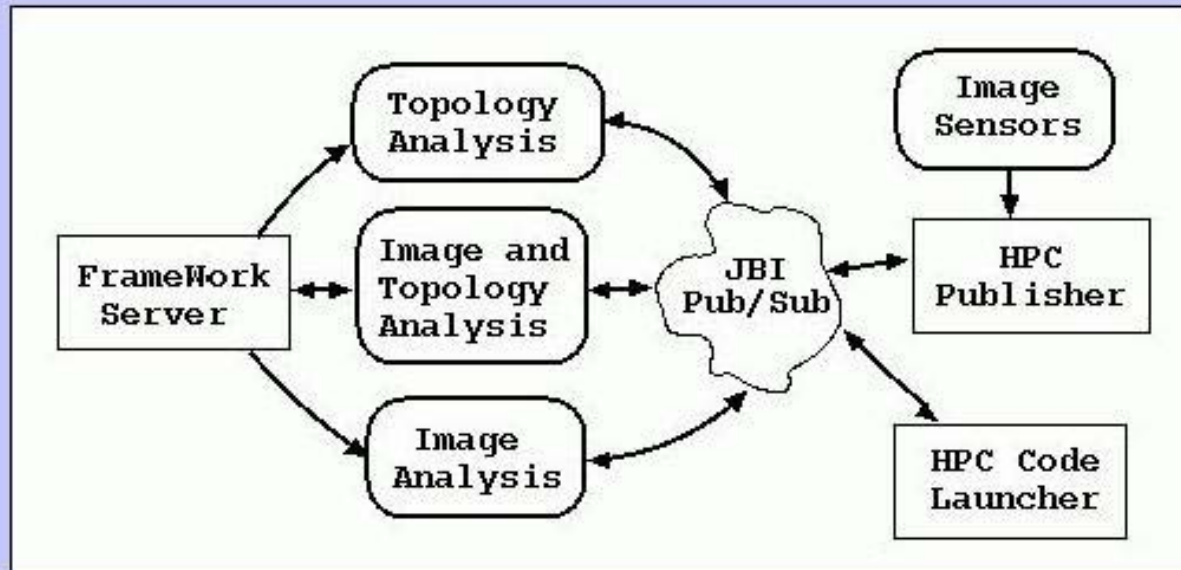 Topology
Analysis
Image
Sensors
FrameWork
Server
Image and
Topology
Analysis
JBI
Pub/Sub
HPC
Publisher
Image
Analysis
HPC Code
Launcher